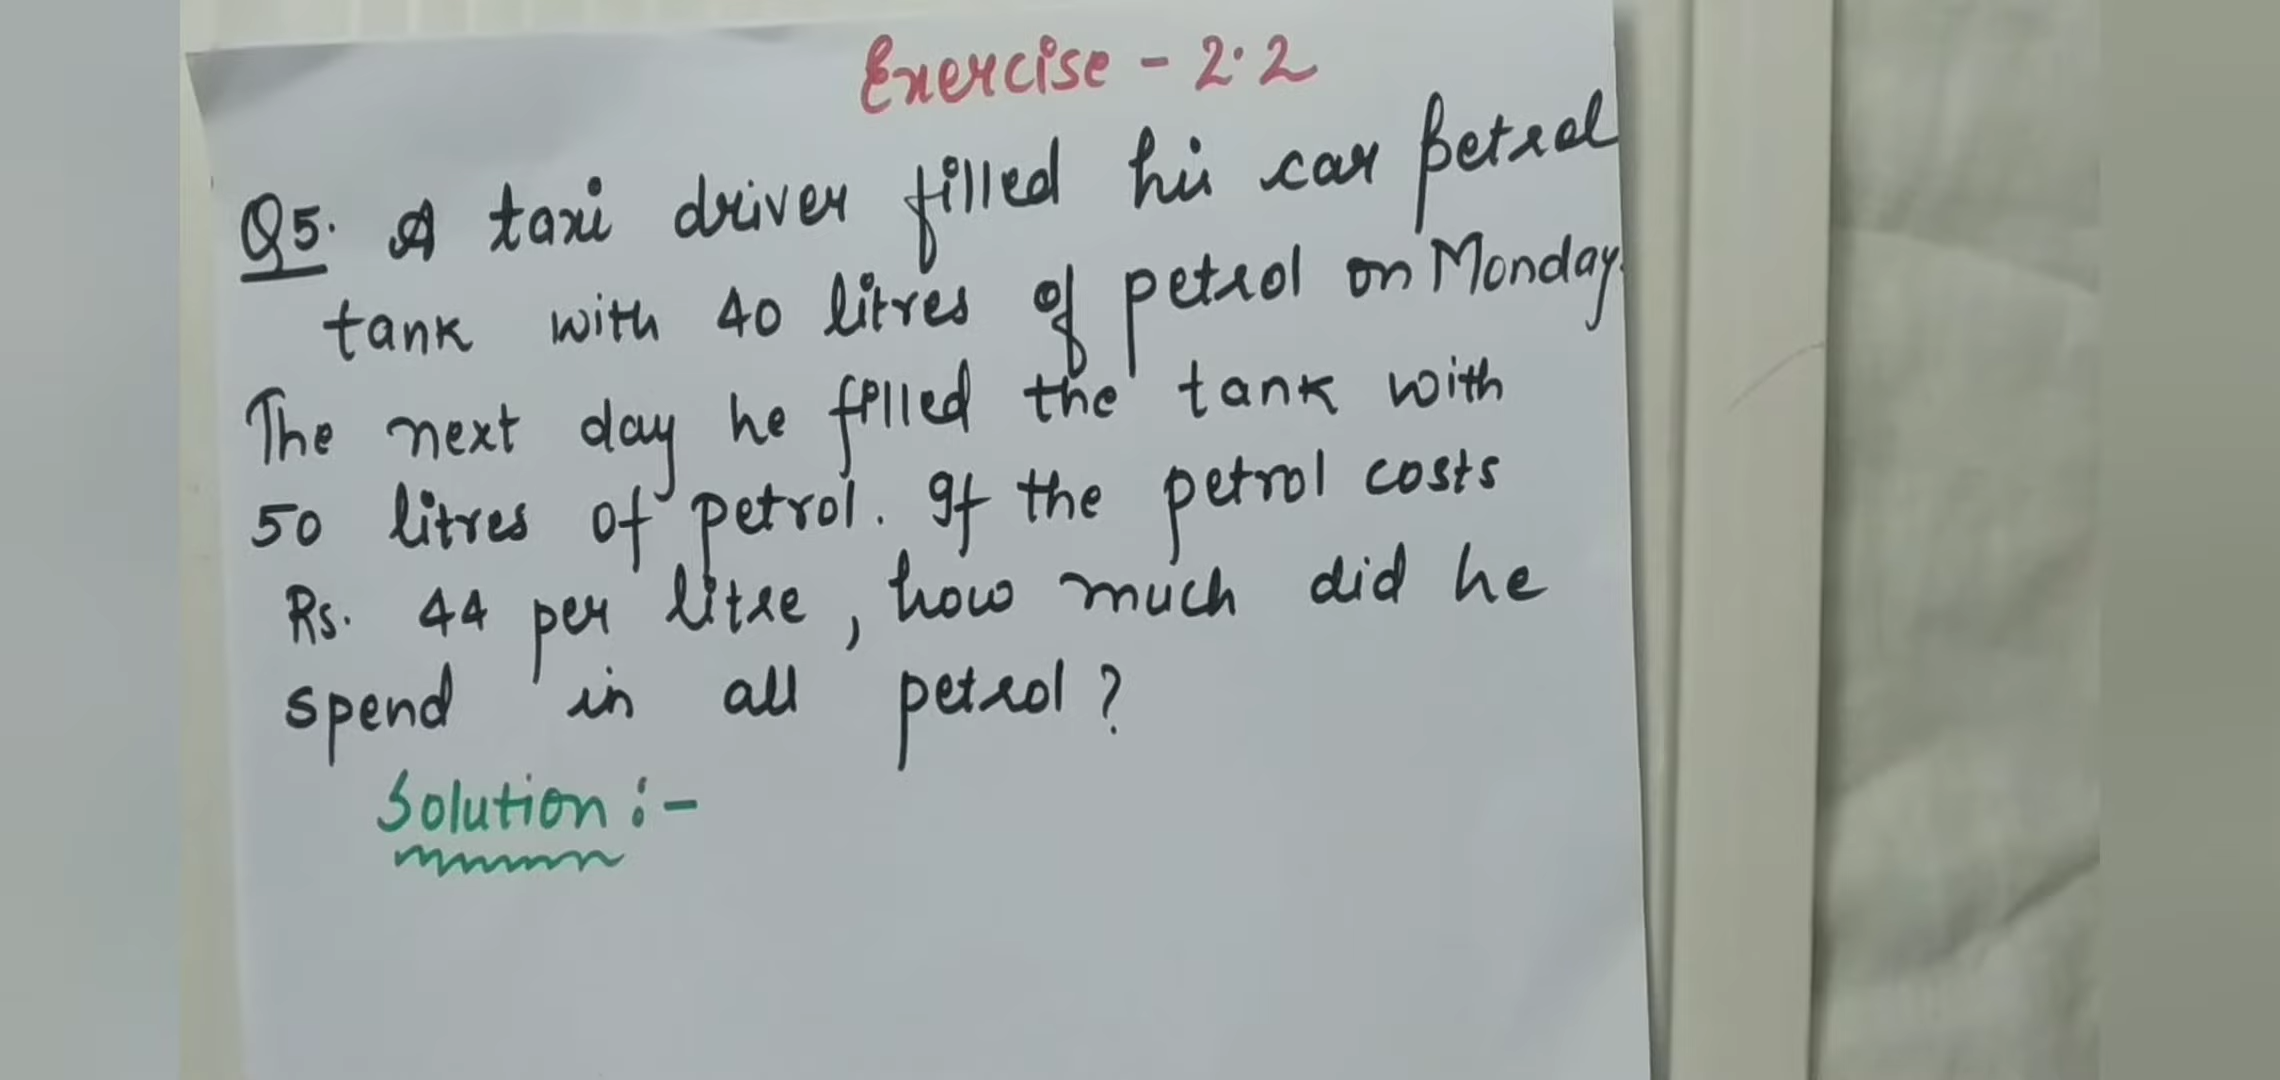 Exercise - 2.2
Q5. A taxi driver filled his car petrol
tank with 40 litres of petrol on Monday.
The next day he filled the tank with
50 litres of petrol. If the petrol costs
Rs. 44 per litre, how much did he
spend in all petrol?
Solution :-